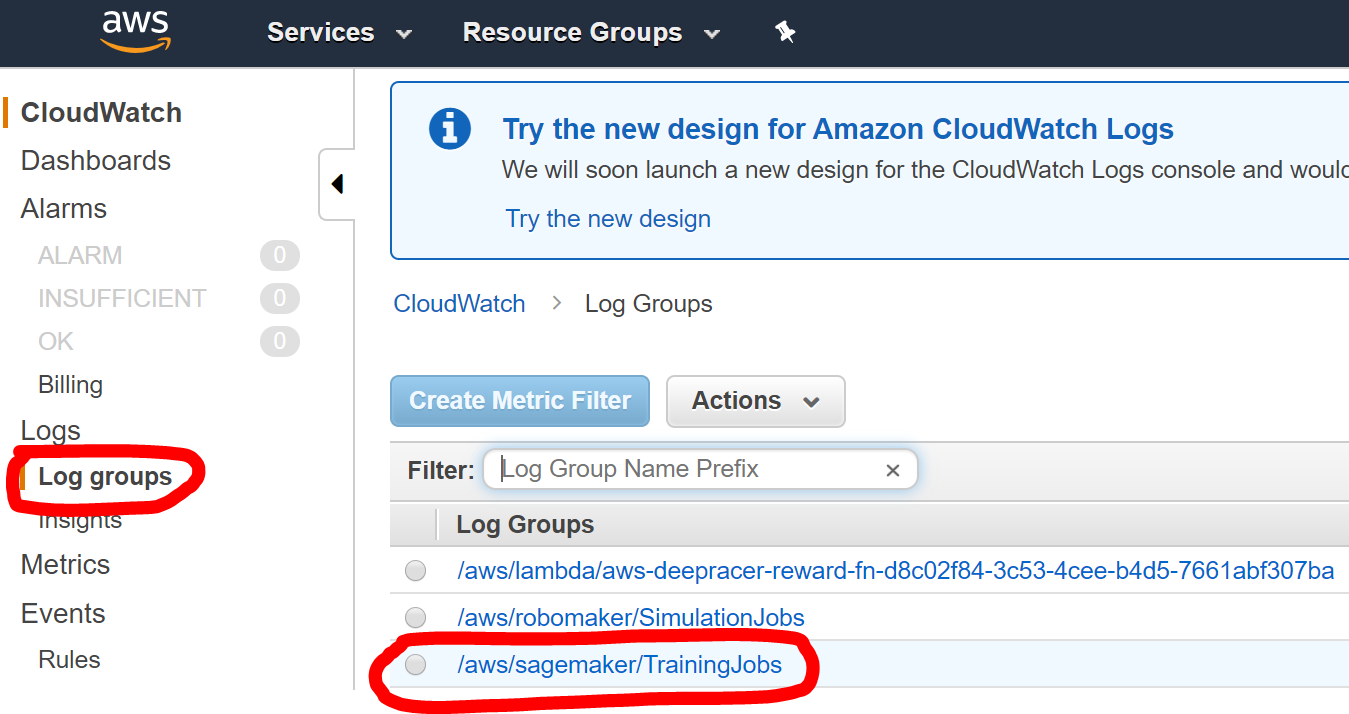 aws
Services
Resource Groups
CloudWatch
Dashboards
Alarms
ALARM 0
INSUFFICIENT 0
OK 0
Billing
Logs
Log groups
Insights
Metrics
Events
Rules
Try the new design for Amazon CloudWatch Logs
We will soon launch a new design for the CloudWatch Logs console and would
Try the new design
CloudWatch > Log Groups
Create Metric Filter
Actions
Filter: Log Group Name Prefix ×
Log Groups
/aws/lambda/aws-deepracer-reward-fn-d8c02f84-3c53-4cee-b4d5-7661abf307ba
/aws/robomaker/SimulationJobs
/aws/sagemaker/TrainingJobs